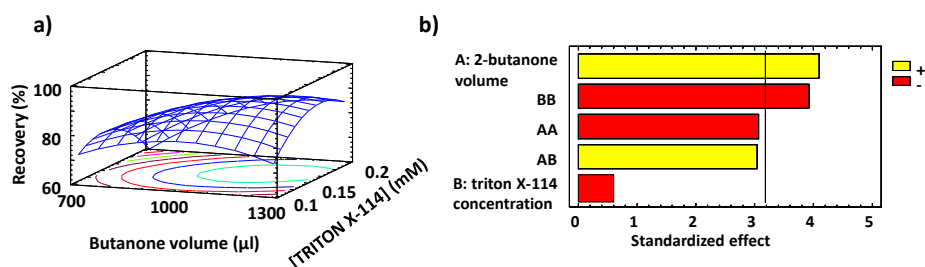 a)
Recovery (%)
100
80
60
700
1000
1300
0.1
0.15
0.2
Butanone volume (µl)
[TRITON X-114] (mM)
b)
A: 2-butanone
volume
BB
AA
AB
B: triton X-114
concentration
0
1
2
3
4
5
Standardized effect
+
-